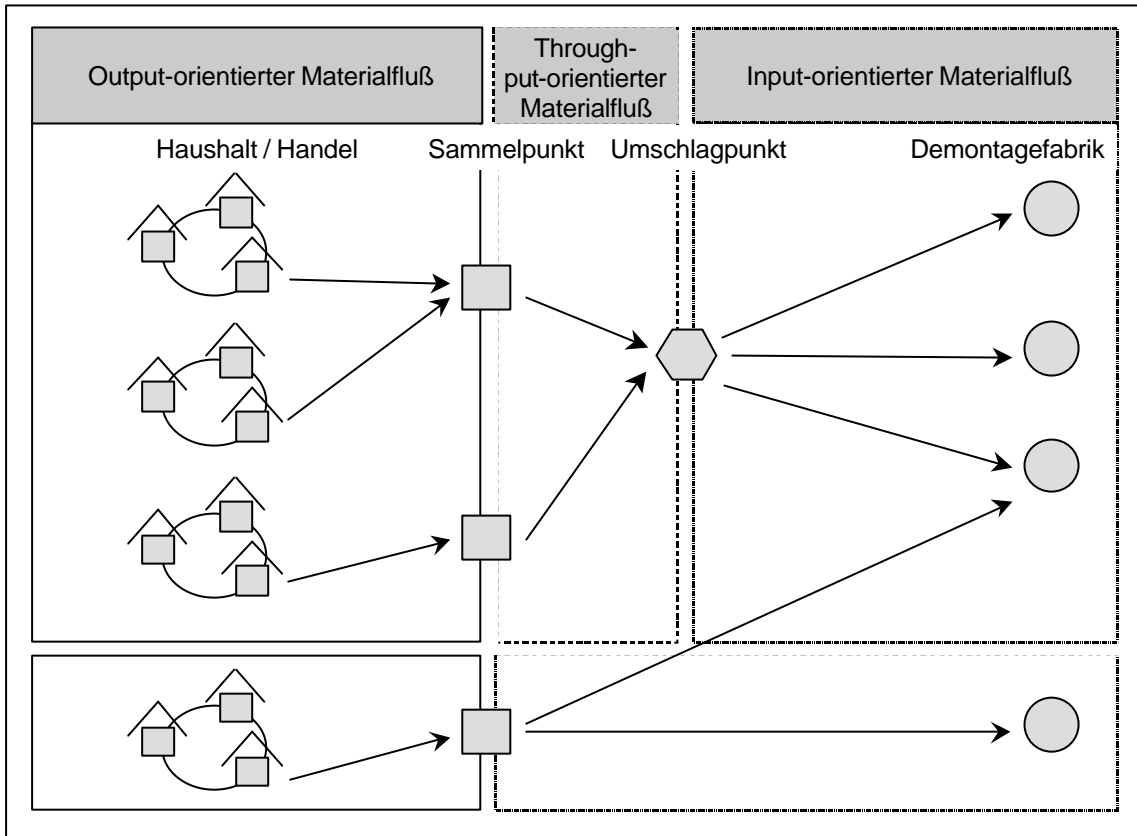 Output-orientierter Materialfluß
Through-
put-orientierter
Materialfluß
Input-orientierter Materialfluß
Haushalt / Handel
Sammelpunkt
Umschlagpunkt
Demontagefabrik